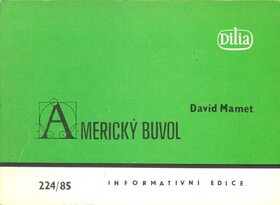 Dilia
David Mamet
AMERICKÝ BUVOL
224/85 INFORMATIVNÍ EDICE